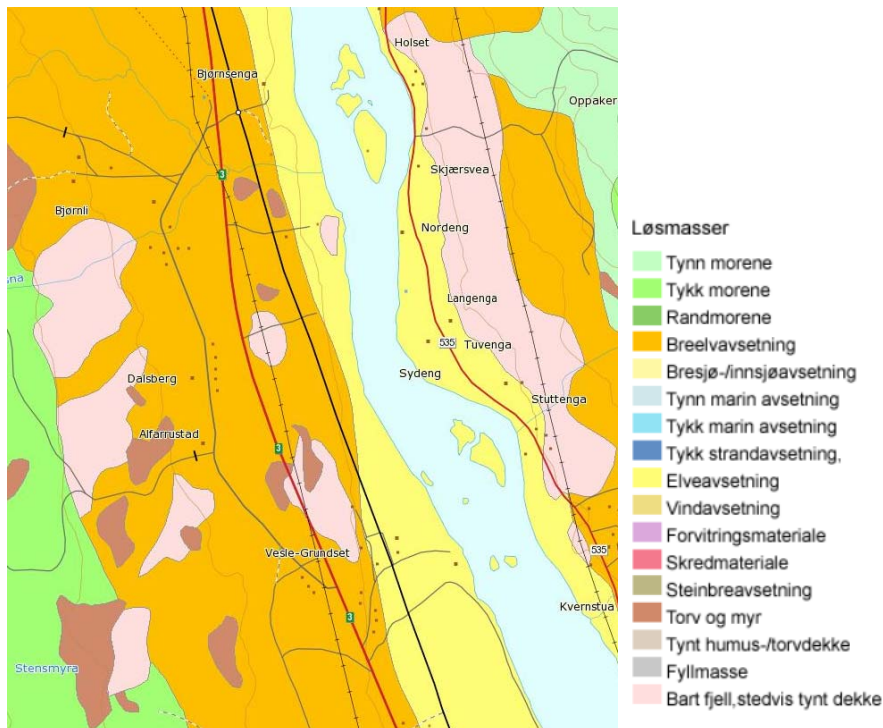 Holset
Bjørnsenga
Oppaker
3
Skjærsvea
Bjørnli
Nordeng
sna
Langenga
535
Tuvenga
Sydeng
Dalsberg
Stuttenga
Alfarrustad
3
Vesle-Grundset
535
Kvernstua
3
Stensmyra
Løsmasser
Tynn morene
Tykk morene
Randmorene
Breelvavsetning
Bresjø-/innsjøavsetning
Tynn marin avsetning
Tykk marin avsetning
Tykk strandavsetning,
Elveavsetning
Vindavsetning
Forvitringsmateriale
Skredmateriale
Steinbreavsetning
Torv og myr
Tynt humus-/torvdekke
Fyllmasse
Bart fjell,stedvis tynt dekke